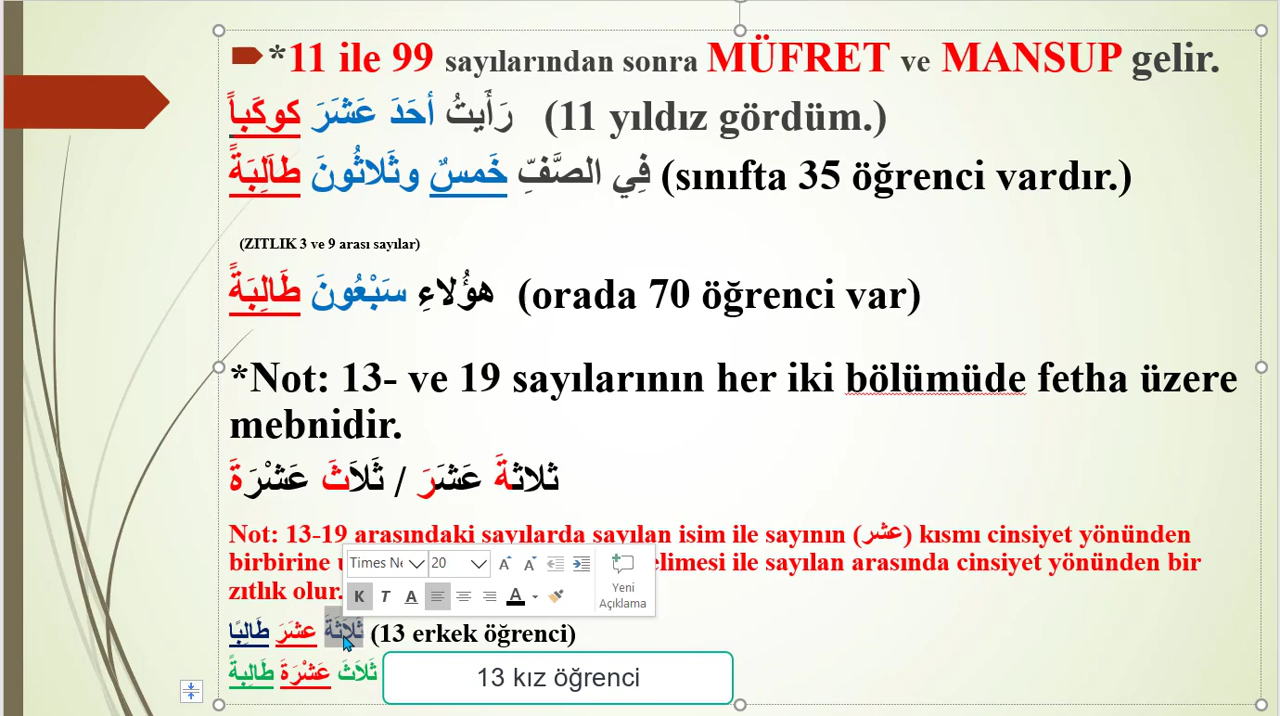 *11 ile 99 sayılarından sonra MÜFRET ve MANSUP gelir.
رَأَيتُ أحَدَ عَشَرَ كوكَباً (11 yıldız gördüm.)
فِي الصَّفِّ خَمسٌ وثَلاثُونَ طاَلِبَةً (sınıfta 35 öğrenci vardır.)
(ZITLIK 3 ve 9 arası sayılar)
هؤُلاءِ سَبْعُونَ طَالِبَةً (orada 70 öğrenci var)
*Not: 13- ve 19 sayılarının her iki bölümüde fetha üzere
mebnidir.
ثلاثةَ عَشَرَ / ثَلاَثَ عَشْرَةَ
Not: 13-19 arasındaki sayılarda sayılan isim ile sayının (عشر) kısmı cinsiyet yönünden
birbirine elimesi ile sayılan arasında cinsiyet yönünden bir
zıtlık olur.
Times Ne 20
K T A A
Yeni
Açıklama
ثَلاَثَةَ عشَرَ طَالِبًا (13 erkek öğrenci)
ثَلاَثَ عَشْرَةَ طَالِبةً 13 kız öğrenci